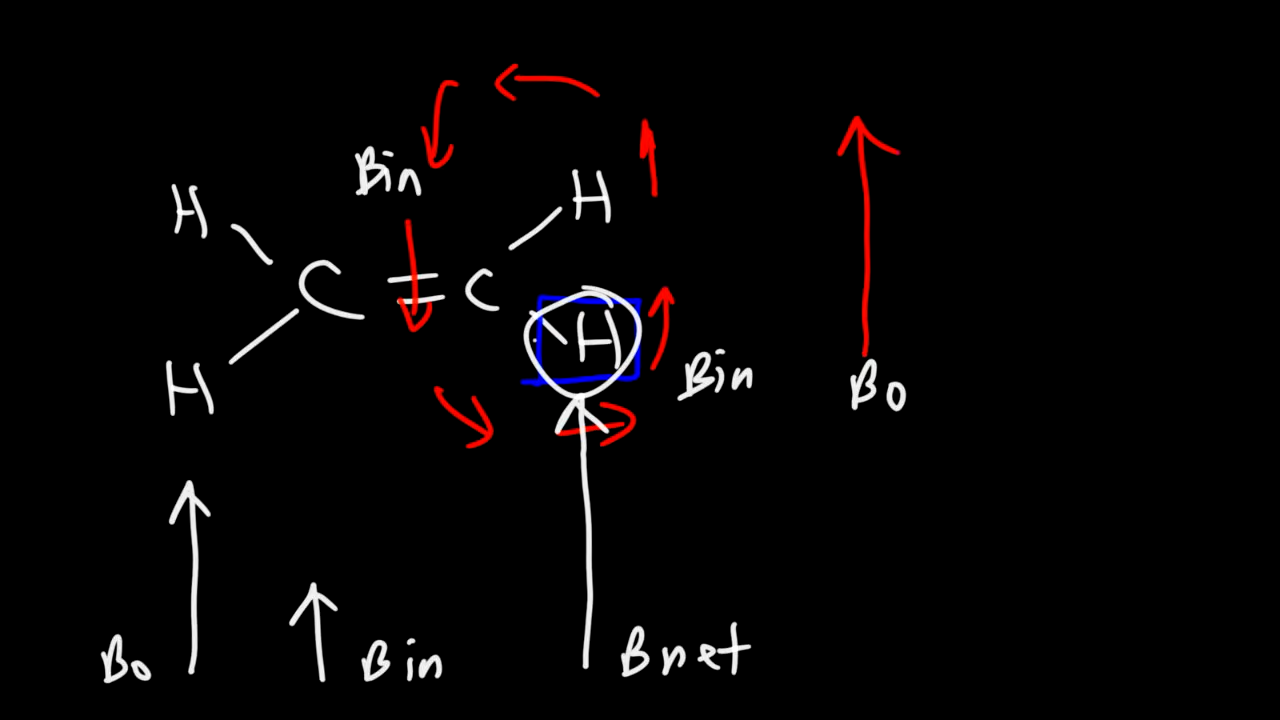 Bin
H H
C = C
H H
Bin
Bo
Bo Bin Bnet